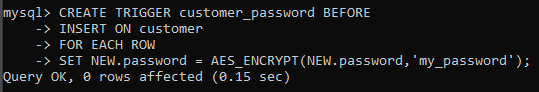 mysql> CREATE TRIGGER customer_password BEFORE
    -> INSERT ON customer
    -> FOR EACH ROW
    -> SET NEW.password = AES_ENCRYPT(NEW.password,'my_password');
Query OK, 0 rows affected (0.15 sec)